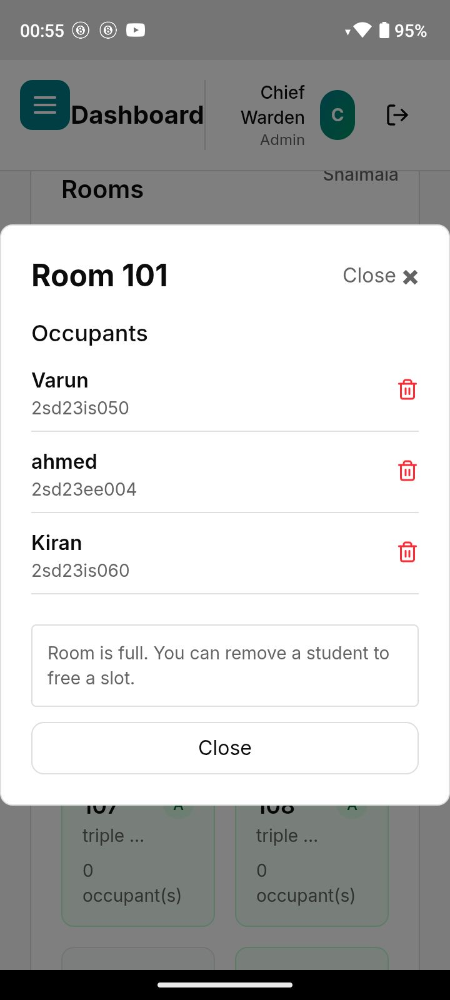 00:55
95%
Dashboard
Chief
Warden
Admin
C
Shalmala
Rooms
Room 101
Close ✖
Occupants
Varun
2sd23is050
ahmed
2sd23ee004
Kiran
2sd23is060
Room is full. You can remove a student to
free a slot.
Close
107 A
108 A
triple ...
triple ...
0
occupant(s)
0
occupant(s)